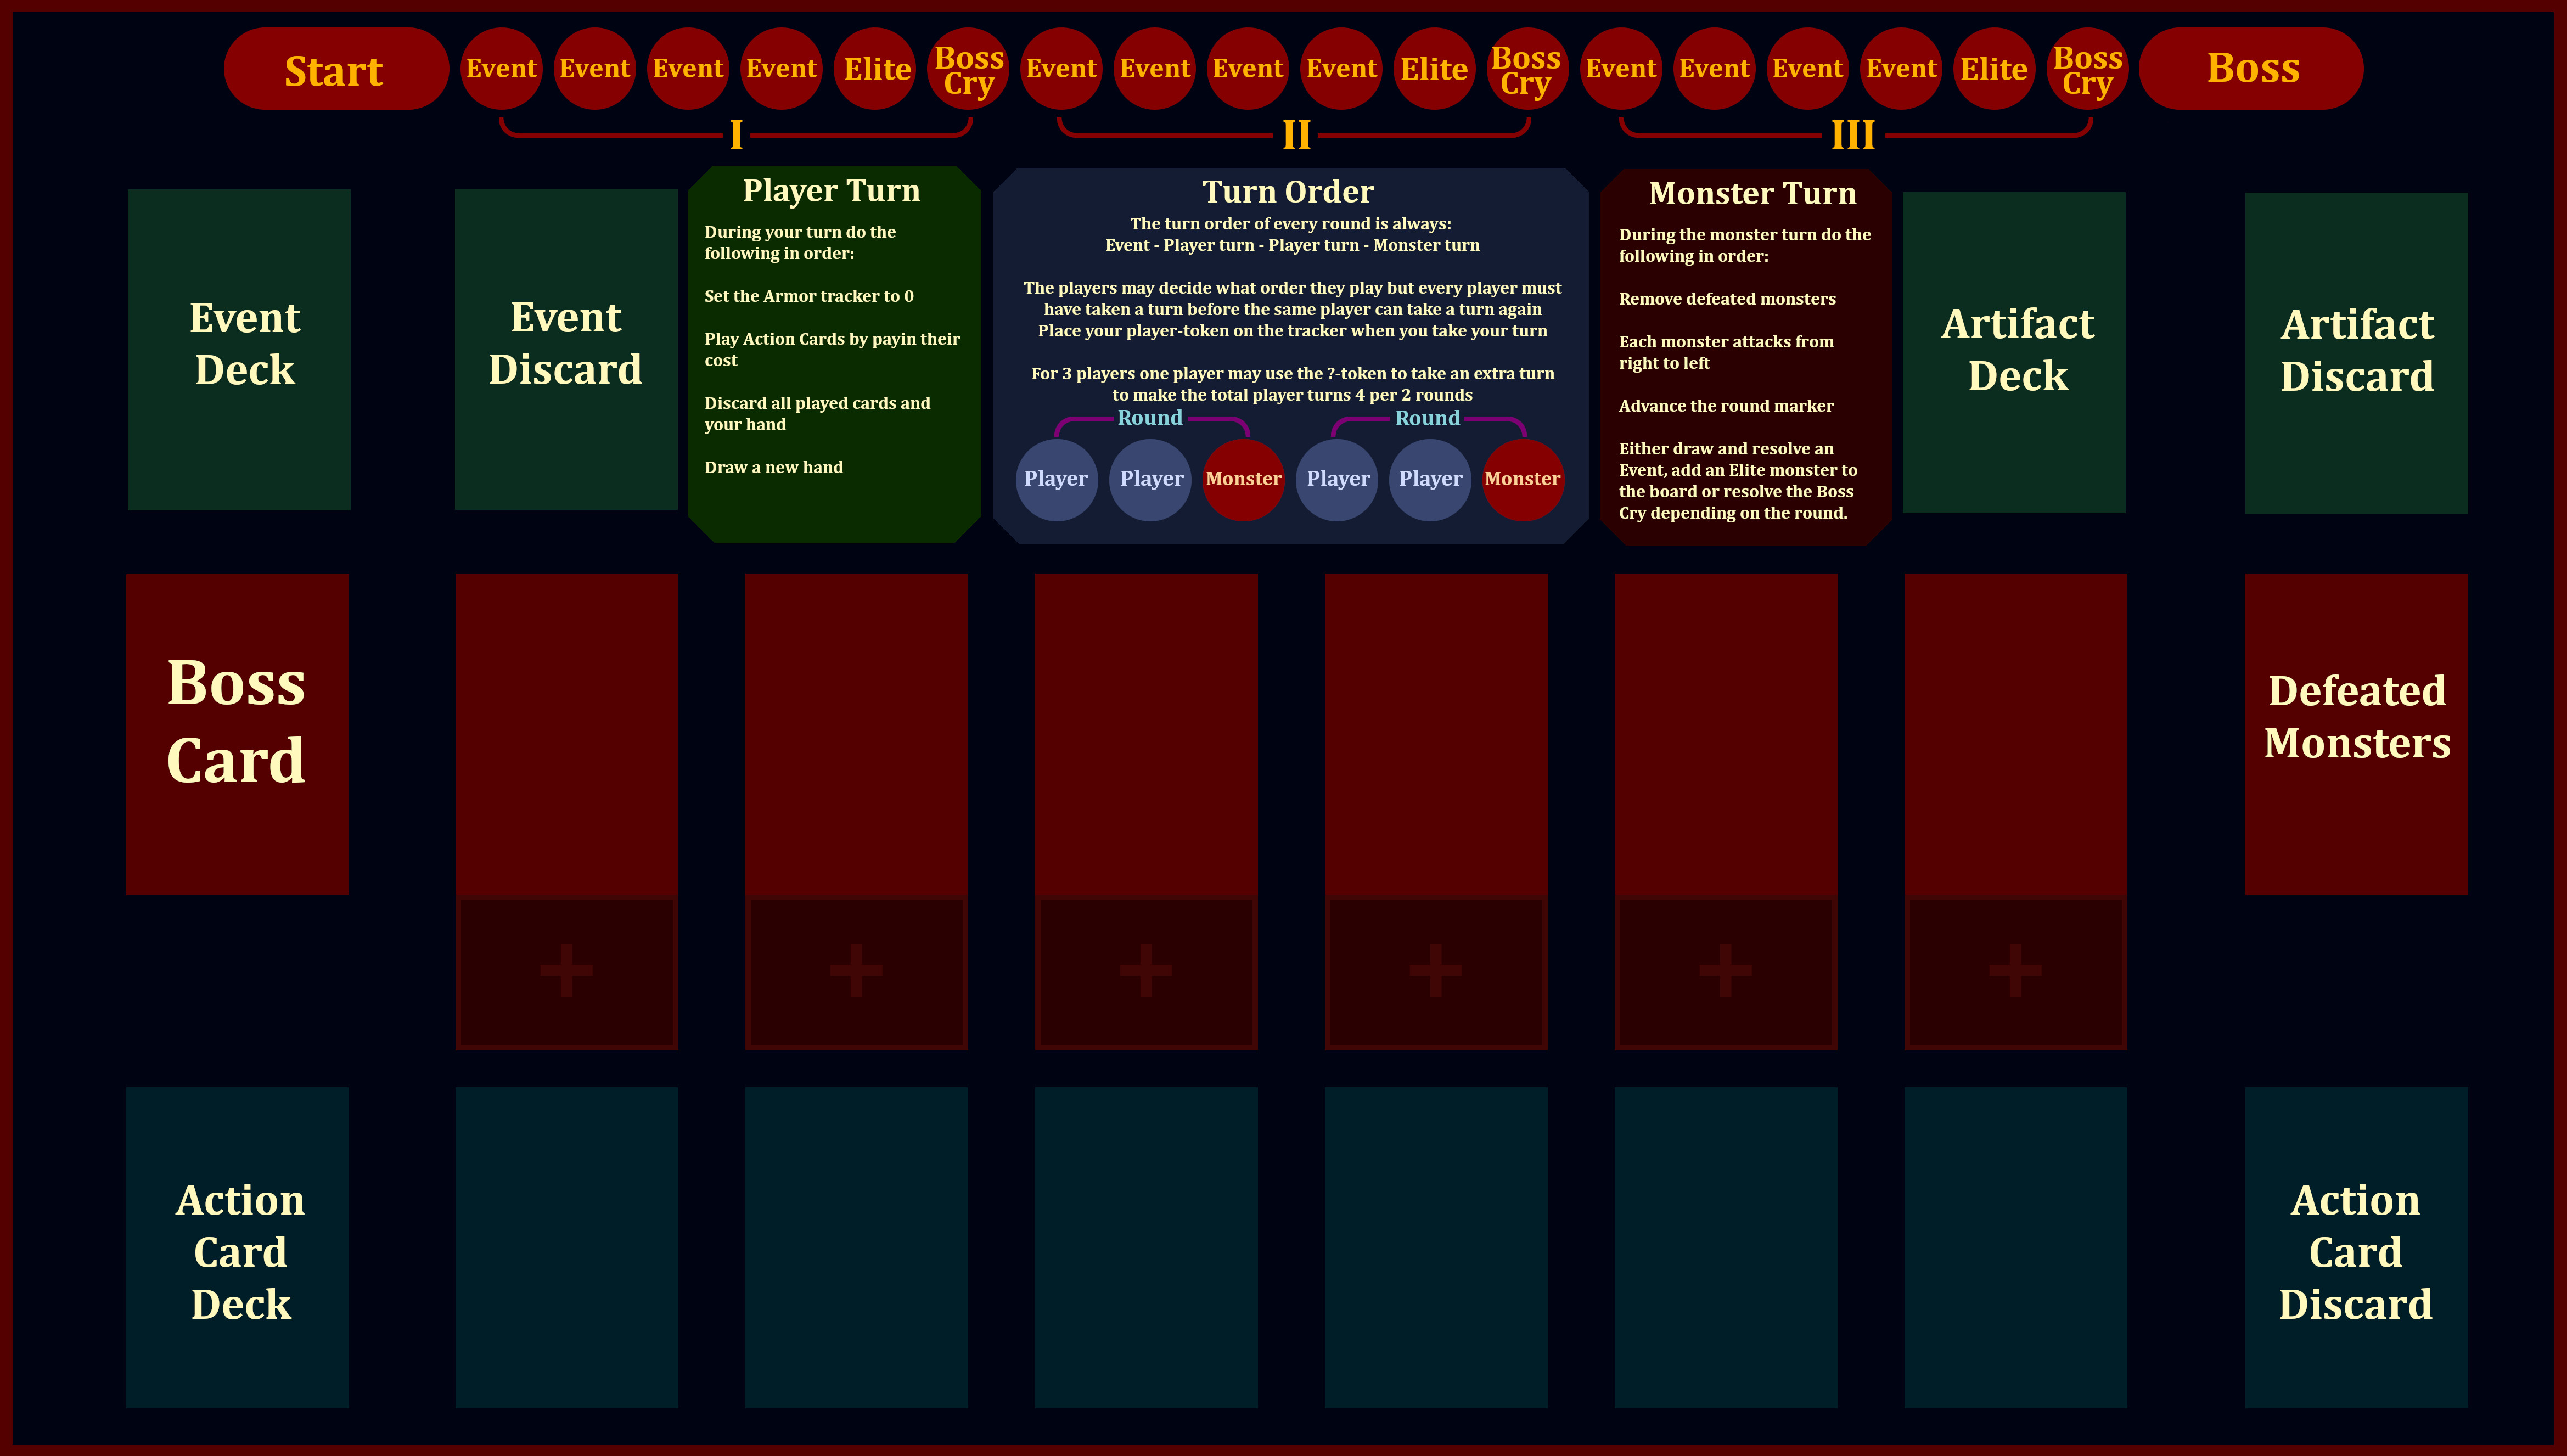 Start Event Event Event Event Elite Boss Cry Event Event Event Event Elite Boss Cry Event Event Event Event Elite Boss Cry Boss
I II III
Event
Deck
Event
Discard
Player Turn
During your turn do the
following in order:
Set the Armor tracker to 0
Play Action Cards by payin their
cost
Discard all played cards and
your hand
Draw a new hand
Turn Order
The turn order of every round is always:
Event - Player turn - Player turn - Monster turn
The players may decide what order they play but every player must
have taken a turn before the same player can take a turn again
Place your player-token on the tracker when you take your turn
For 3 players one player may use the ?-token to take an extra turn
to make the total player turns 4 per 2 rounds
Round Round
Player Player Monster Player Player Monster
Monster Turn
During the monster turn do the
following in order:
Remove defeated monsters
Each monster attacks from
right to left
Advance the round marker
Either draw and resolve an
Event, add an Elite monster to
the board or resolve the Boss
Cry depending on the round.
Artifact
Deck
Artifact
Discard
Boss
Card
Defeated
Monsters
+ + + + + +
Action
Card
Deck
Action
Card
Discard